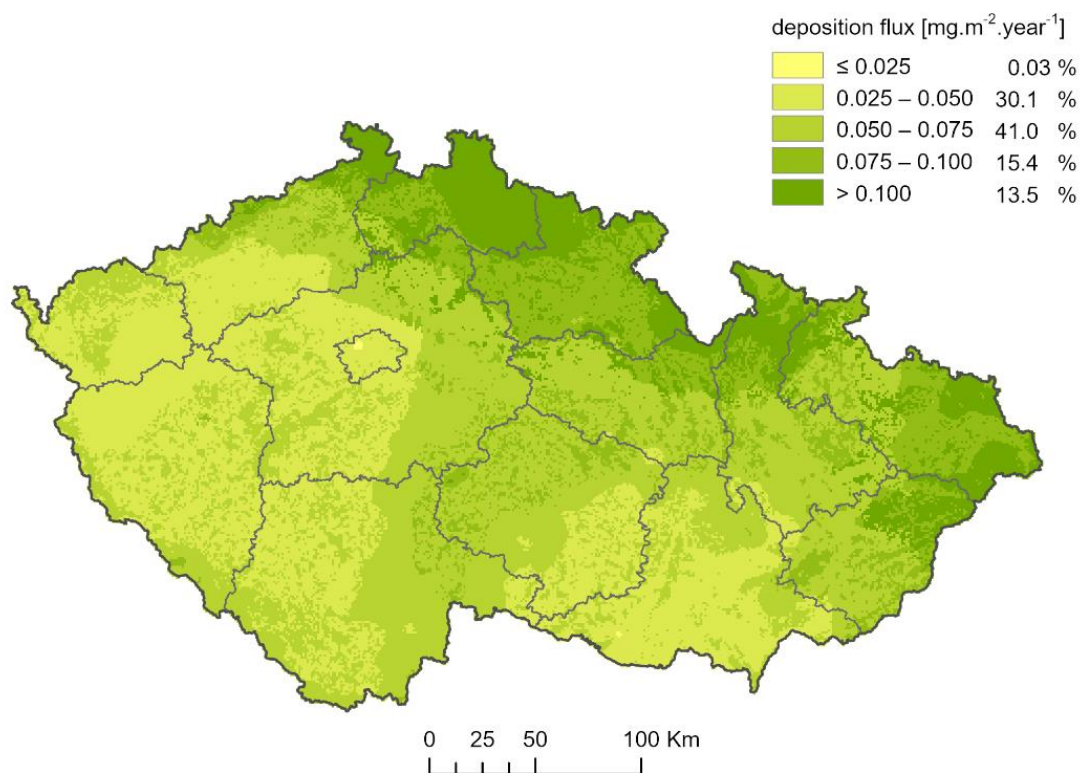 deposition flux [mg.m⁻².year⁻¹]
≤ 0.025 0.03 %
0.025 – 0.050 30.1 %
0.050 – 0.075 41.0 %
0.075 – 0.100 15.4 %
> 0.100 13.5 %
0 25 50 100 Km